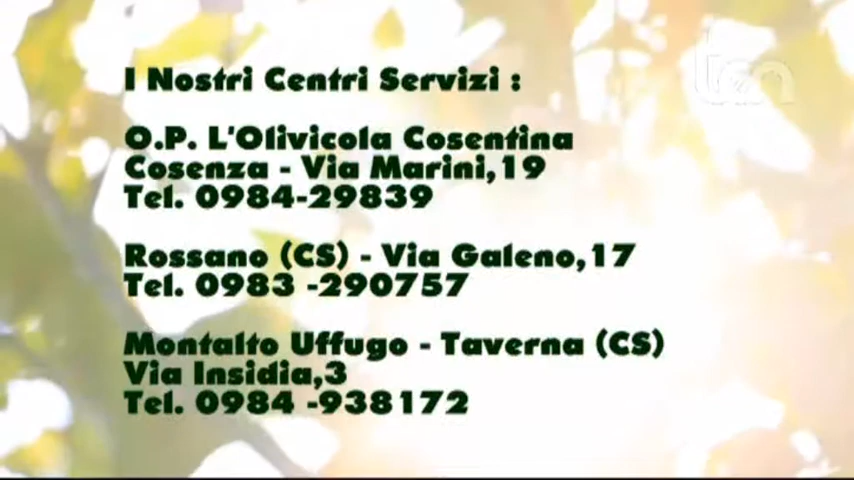 I Nostri Centri Servizi :
O.P. L'Olivicola Cosentina
Cosenza - Via Marini,19
Tel. 0984-29839
Rossano (CS) - Via Galeno,17
Tel. 0983 -290757
Montalto Uffugo - Taverna (CS)
Via Insidia,3
Tel. 0984 -938172
ten